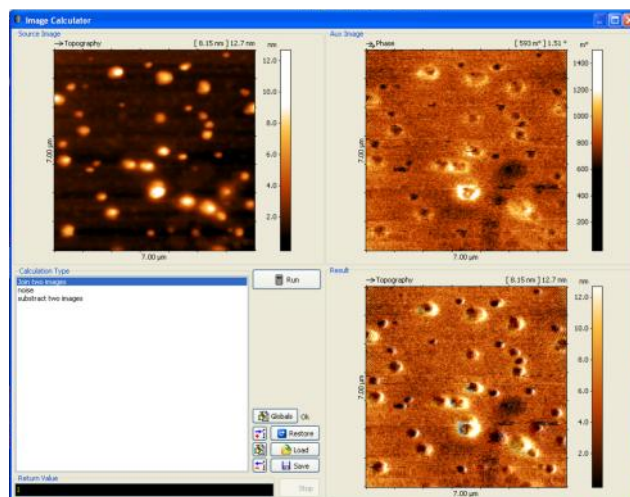 Image Calculator
Source Image
Topography
[ 8.15 nm ] 12.7 nm
nm
12.0
10.0
8.0
6.0
4.0
2.0
7.00 µm
7.00 µm
Aux Image
Phase
[ 593 m° ] 1.51 °
m°
1400
1200
1000
800
600
400
200
0
7.00 µm
7.00 µm
Calculation Type
Join two images
noise
substract two images
Run
Globals
Ok
Restore
Load
Save
Return Value
Stop
Result
Topography
[ 8.15 nm ] 12.7 nm
nm
12.0
10.0
8.0
6.0
4.0
2.0
7.00 µm
7.00 µm